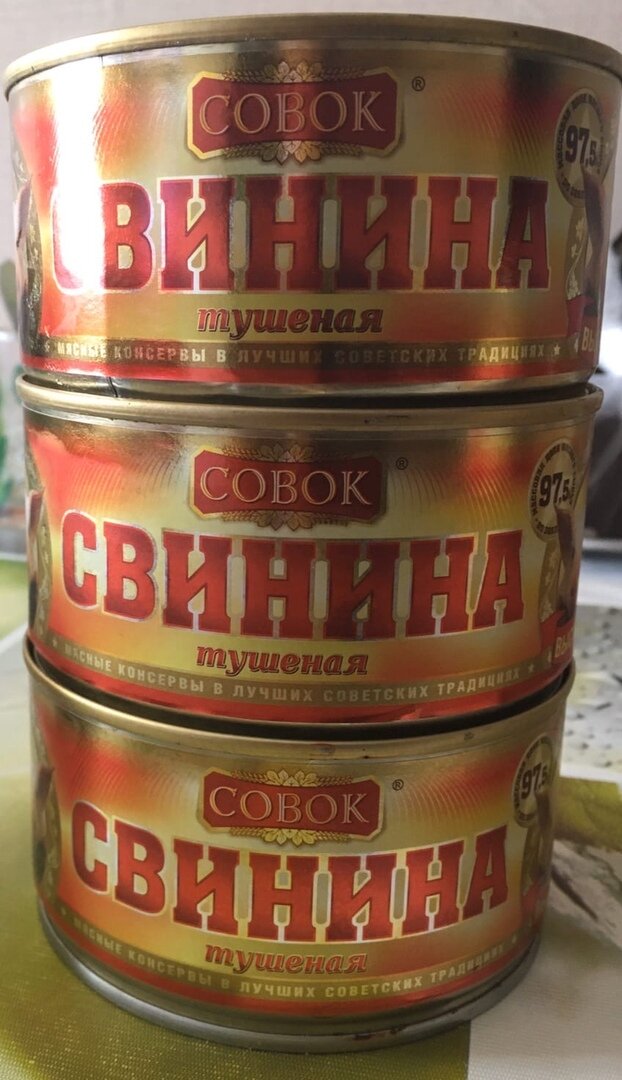 СОВОК ®
97,5
СВИНИНА
тушеная
★ МЯСНЫЕ КОНСЕРВЫ В ЛУЧШИХ СОВЕТСКИХ ТРАДИЦИЯХ ★
СОВОК ®
97,5
СВИНИНА
тушеная
★ МЯСНЫЕ КОНСЕРВЫ В ЛУЧШИХ СОВЕТСКИХ ТРАДИЦИЯХ ★
СОВОК ®
97,5
СВИНИНА
тушеная
★ МЯСНЫЕ КОНСЕРВЫ В ЛУЧШИХ СОВЕТСКИХ ТРАДИЦИЯХ